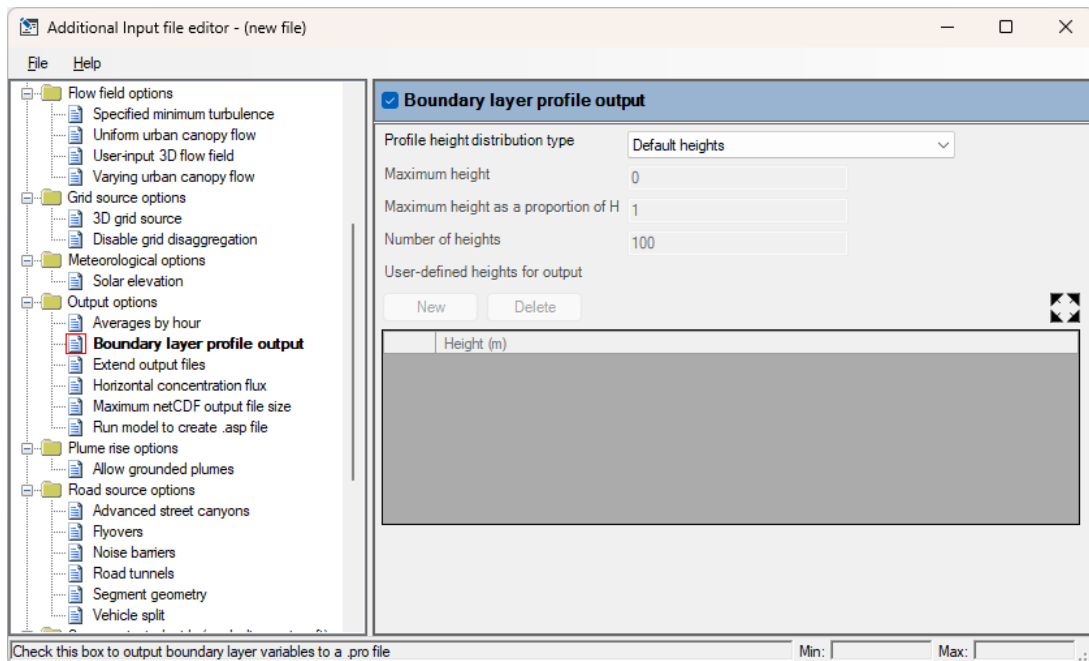 Additional Input file editor - (new file)
File Help
Flow field options
Specified minimum turbulence
Uniform urban canopy flow
User-input 3D flow field
Varying urban canopy flow
Grid source options
3D grid source
Disable grid disaggregation
Meteorological options
Solar elevation
Output options
Averages by hour
Boundary layer profile output
Extend output files
Horizontal concentration flux
Maximum netCDF output file size
Run model to create .asp file
Plume rise options
Allow grounded plumes
Road source options
Advanced street canyons
Flyovers
Noise barriers
Road tunnels
Segment geometry
Vehicle split
Boundary layer profile output
Profile height distribution type Default heights
Maximum height 0
Maximum height as a proportion of H 1
Number of heights 100
User-defined heights for output
New Delete
Height (m)
Check this box to output boundary layer variables to a .pro file Min: Max: